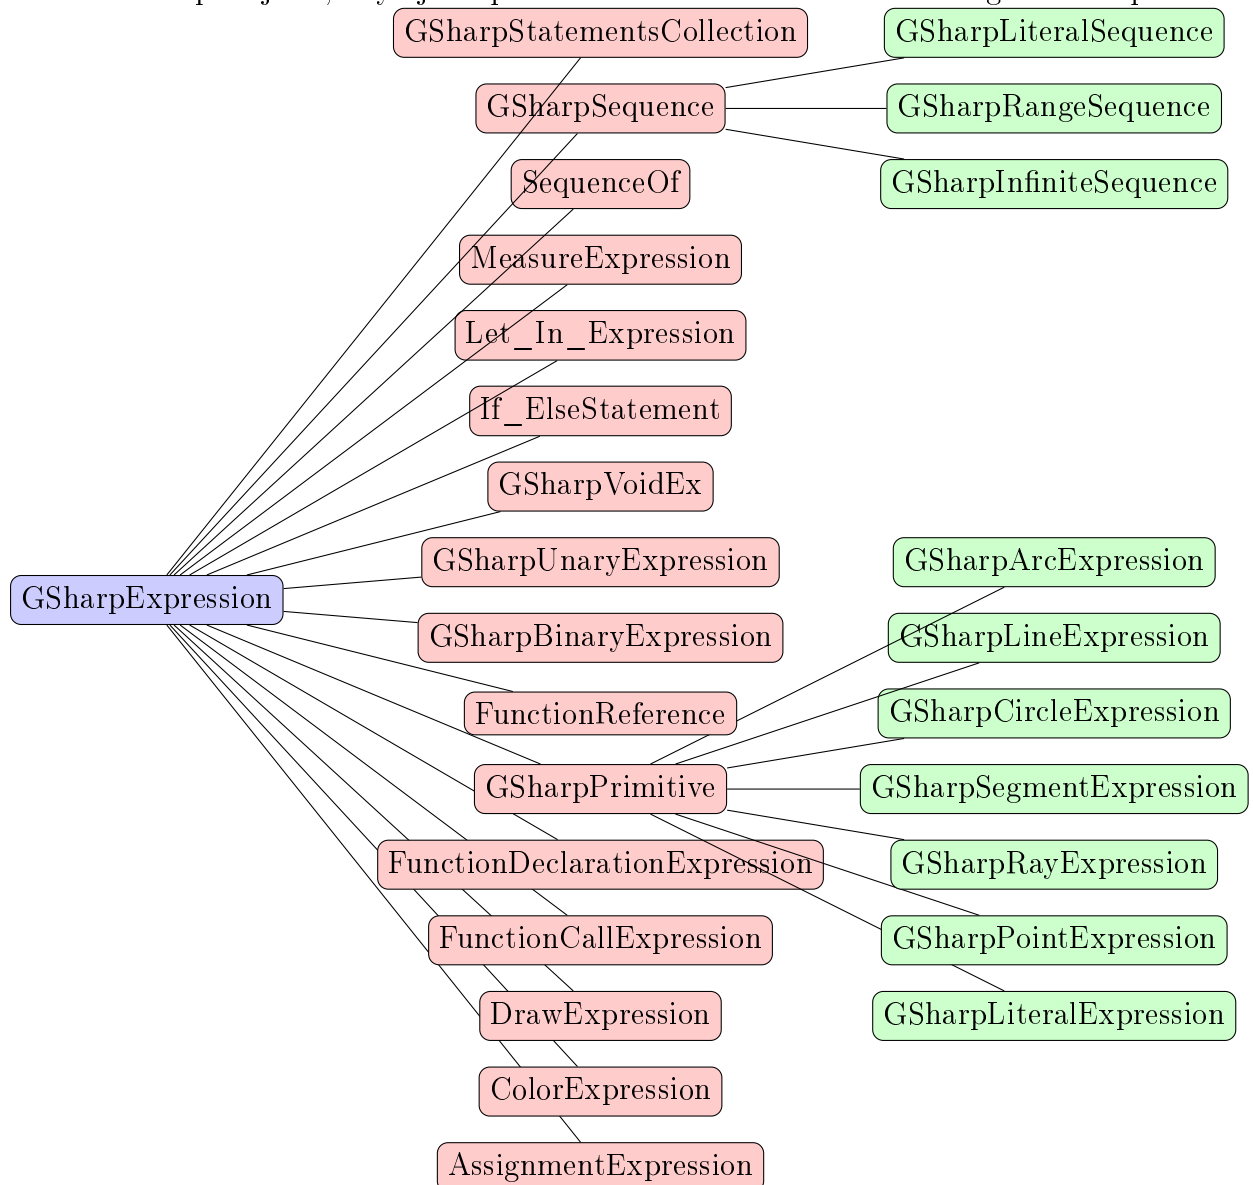 GSharpStatementsCollection
GSharpLiteralSequence
GSharpSequence
GSharpRangeSequence
SequenceOf
GSharpInfiniteSequence
MeasureExpression
Let_In_Expression
If_ElseStatement
GSharpVoidEx
GSharpUnaryExpression
GSharpArcExpression
GSharpExpression
GSharpBinaryExpression
GSharpLineExpression
FunctionReference
GSharpCircleExpression
GSharpPrimitive
GSharpSegmentExpression
FunctionDeclarationExpression
GSharpRayExpression
FunctionCallExpression
GSharpPointExpression
DrawExpression
GSharpLiteralExpression
ColorExpression
AssignmentExpression